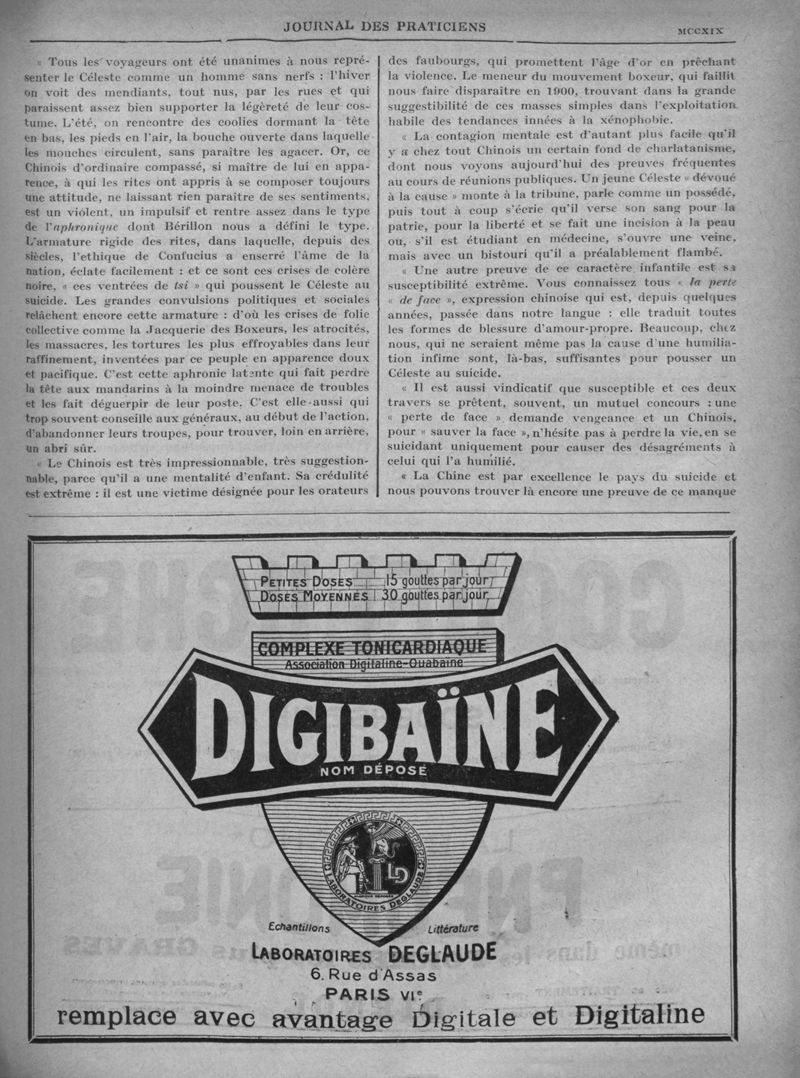 JOURNAL DES PRATICIENS
MCCXIX
« Tous les voyageurs ont été unanimes à nous repré-
senter le Céleste comme un homme sans nerfs : l'hiver
on voit des mendiants, tout nus, par les rues et qui
paraissent assez bien supporter la légèreté de leur cos-
tume. L'été, on rencontre des coolies dormant la tête
en bas, les pieds en l'air, la bouche ouverte dans laquelle
les mouches circulent, sans paraître les agacer. Or, ce
Chinois d'ordinaire compassé, si maître de lui en appa-
rence, à qui les rites ont appris à se composer toujours
une attitude, ne laissant rien paraître de ses sentiments,
est un violent, un impulsif et rentre assez dans le type
de l'aphronique dont Bérillon nous a défini le type.
L'armature rigide des rites, dans laquelle, depuis des
siècles, l'ethique de Confucius a enserré l'âme de la
nation, éclate facilement : et ce sont ces crises de colère
noire, « ces ventrées de tsi » qui poussent le Céleste au
suicide. Les grandes convulsions politiques et sociales
relâchent encore cette armature : d'où les crises de folie
collective comme la Jacquerie des Boxeurs, les atrocités,
les massacres, les tortures les plus effroyables dans leur
raffinement, inventées par ce peuple en apparence doux
et pacifique. C'est cette aphronie latente qui fait perdre
la tête aux mandarins à la moindre menace de troubles
et les fait déguerpir de leur poste. C'est elle aussi qui
trop souvent conseille aux généraux, au début de l'action,
d'abandonner leurs troupes, pour trouver, loin en arrière,
un abri sûr.
« Le Chinois est très impressionnable, très suggestion-
nable, parce qu'il a une mentalité d'enfant. Sa crédulité
est extrême : il est une victime désignée pour les orateurs
des faubourgs, qui promettent l'âge d'or en prêchant
la violence. Le meneur du mouvement boxeur, qui faillit
nous faire disparaître en 1900, trouvant dans la grande
suggestibilité de ces masses simples dans l'exploitation
habile des tendances innées à la xénophobie.
« La contagion mentale est d'autant plus facile qu'il
y a chez tout Chinois un certain fond de charlatanisme,
dont nous voyons aujourd'hui des preuves fréquentes
au cours de réunions publiques. Un jeune Céleste « dévoué
à la cause » monte à la tribune, parle comme un possédé,
puis tout à coup s'écrie qu'il verse son sang pour la
patrie, pour la liberté et se fait une incision à la peau
ou, s'il est étudiant en médecine, s'ouvre une veine,
mais avec un bistouri qu'il a préalablement flambé.
« Une autre preuve de ce caractère infantile est sa
susceptibilité extrême. Vous connaissez tous « la perte
« de face », expression chinoise qui est, depuis quelques
années, passée dans notre langue : elle traduit toutes
les formes de blessure d'amour-propre. Beaucoup, chez
nous, qui ne seraient même pas la cause d'une humilia-
tion infime sont, là-bas, suffisantes pour pousser un
Céleste au suicide.
« Il est aussi vindicatif que susceptible et ces deux
travers se prêtent, souvent, un mutuel concours : une
« perte de face » demande vengeance et un Chinois,
pour « sauver la face », n'hésite pas à perdre la vie, en se
suicidant uniquement pour causer des désagréments à
celui qui l'a humilié.
« La Chine est par excellence le pays du suicide et
nous pouvons trouver là encore une preuve de ce manque
PETITES DOSES 15 gouttes par jour
DOSES MOYENNES 30 gouttes par jour
COMPLEXE TONICARDIAQUE
Association Digitaline-Ouabaïne
DIGIBAÏNE
NOM DÉPOSÉ
LD
LABORATOIRES DEGLAUDE
Echantillons
Littérature
LABORATOIRES DEGLAUDE
6, Rue d'Assas
PARIS VIe
remplace avec avantage Digitale et Digitaline